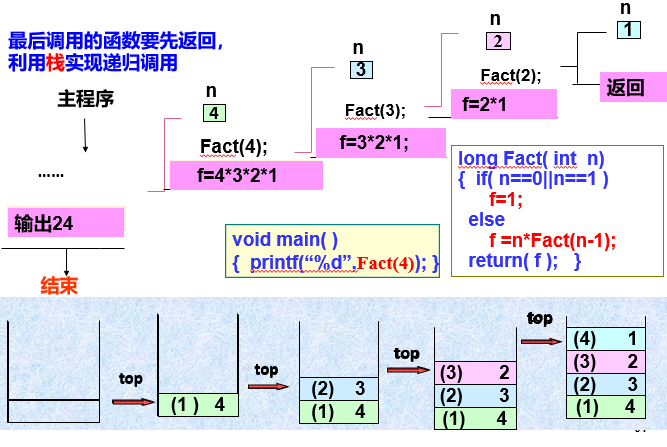 最后调用的函数要先返回，
利用栈实现递归调用
主程序
......
输出24
结束
n
4
Fact(4);
f=4*3*2*1
n
3
Fact(3);
f=3*2*1;
n
2
Fact(2);
f=2*1
n
1
返回
void main( )
{ printf(“%d”,Fact(4)); }
long Fact( int n)
{ if( n==0||n==1 )
f=1;
else
f =n*Fact(n-1);
return( f ); }
top
(1 ) 4
top
(2) 3
(1) 4
top
(3) 2
(2) 3
(1) 4
top
(4) 1
(3) 2
(2) 3
(1) 4